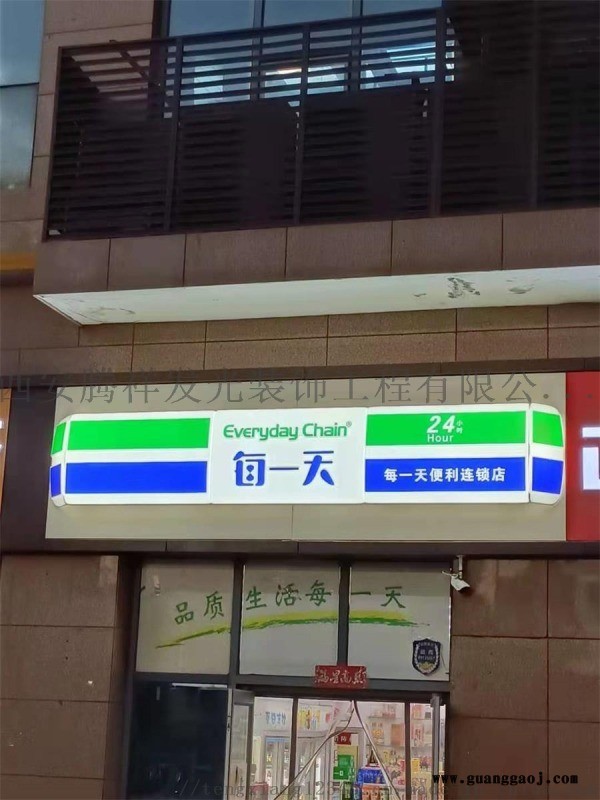 西安腾祥发光装饰工程有限公...
Everyday Chain®
每一天
24小时
Hour
每一天便利连锁店
品质生活每一天
www.guanggaoj.com